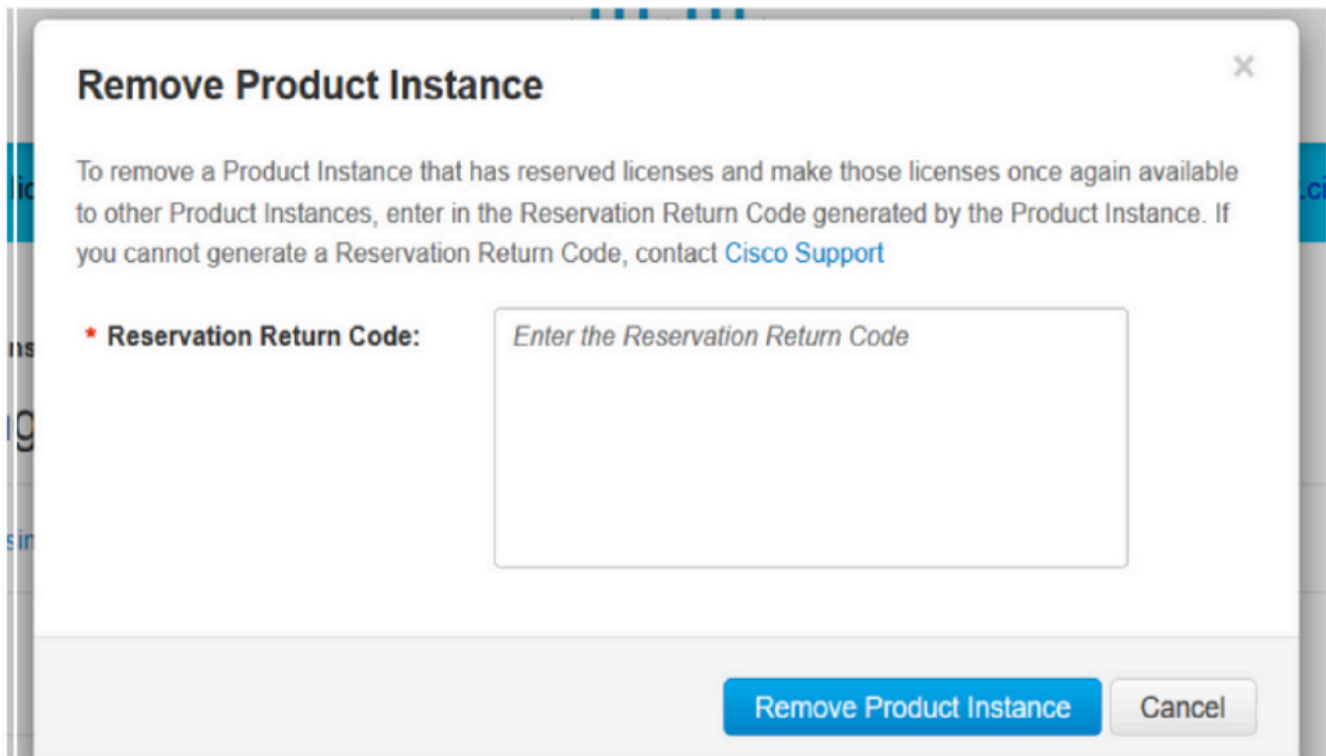 Remove Product Instance
×
To remove a Product Instance that has reserved licenses and make those licenses once again available
to other Product Instances, enter in the Reservation Return Code generated by the Product Instance. If
you cannot generate a Reservation Return Code, contact Cisco Support
* Reservation Return Code:
Enter the Reservation Return Code
Remove Product Instance
Cancel